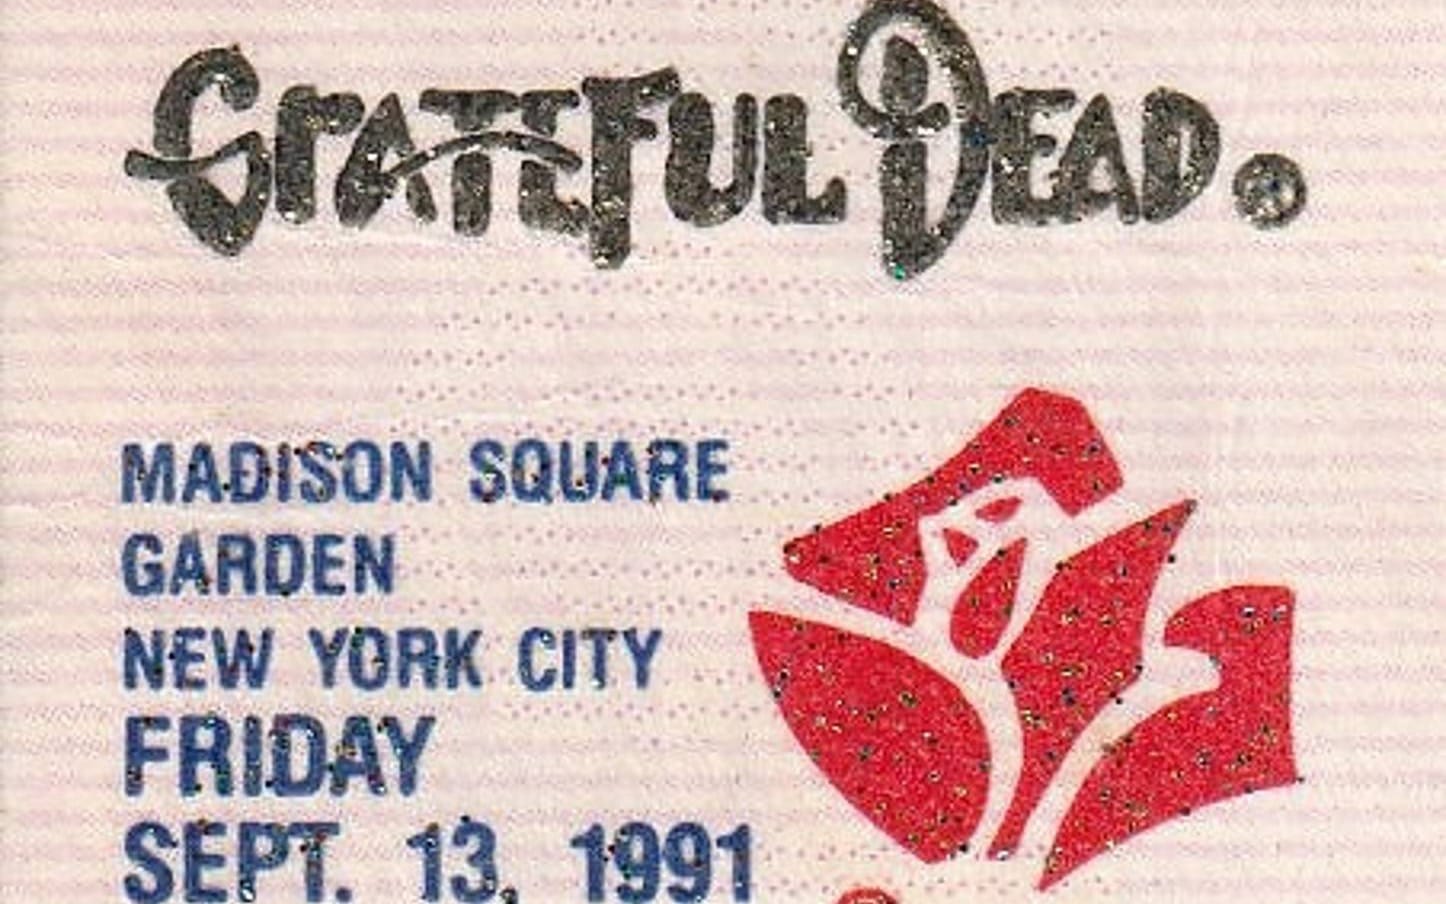 GRATEFUL DEAD®
MADISON SQUARE
GARDEN
NEW YORK CITY
FRIDAY
SEPT. 13, 1991